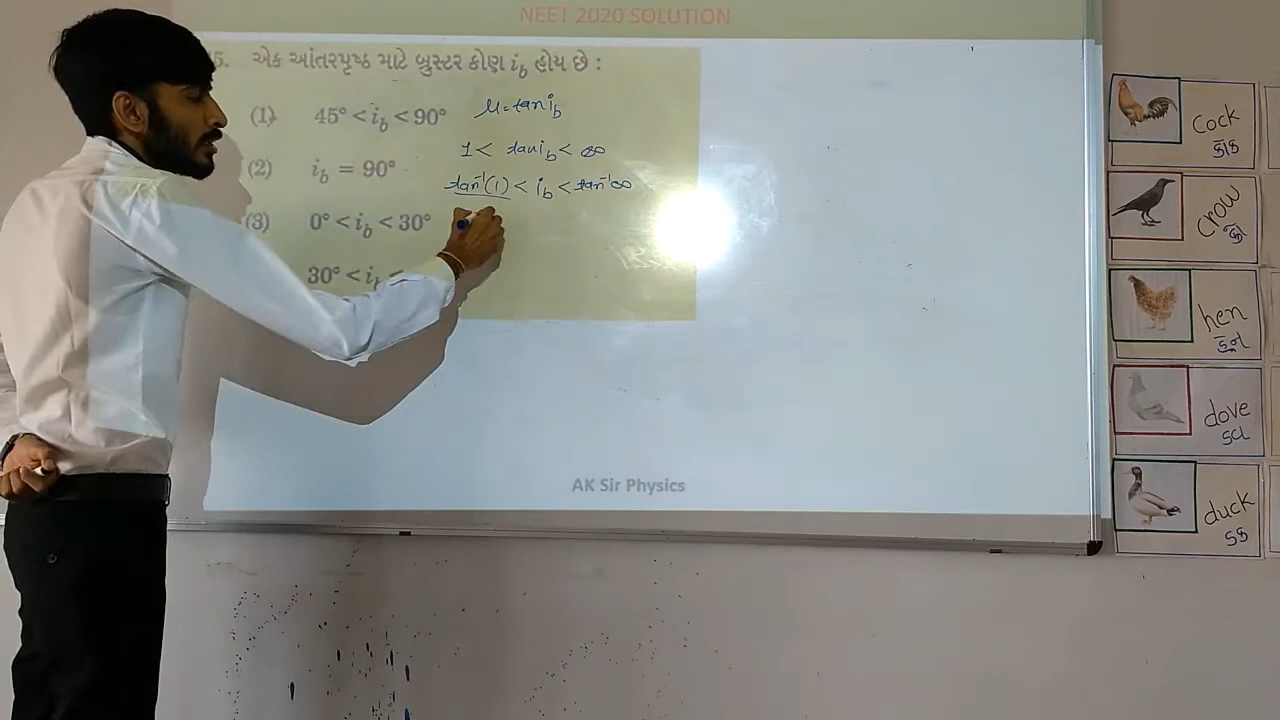 NEET 2020 SOLUTION
5. એક આંતરપૃષ્ઠ માટે બ્રુસ્ટર કોણ i_b હોય છે :
(1) 45° < i_b < 90°
(2) i_b = 90°
(3) 0° < i_b < 30°
30° < i_b <
μ = tan i_b
1 < tan i_b < ∞
tan⁻¹(1) < i_b < tan⁻¹∞
AK Sir Physics
Cock
કોક
Crow
ક્રો
hen
હેન
dove
ડવ
duck
ડક